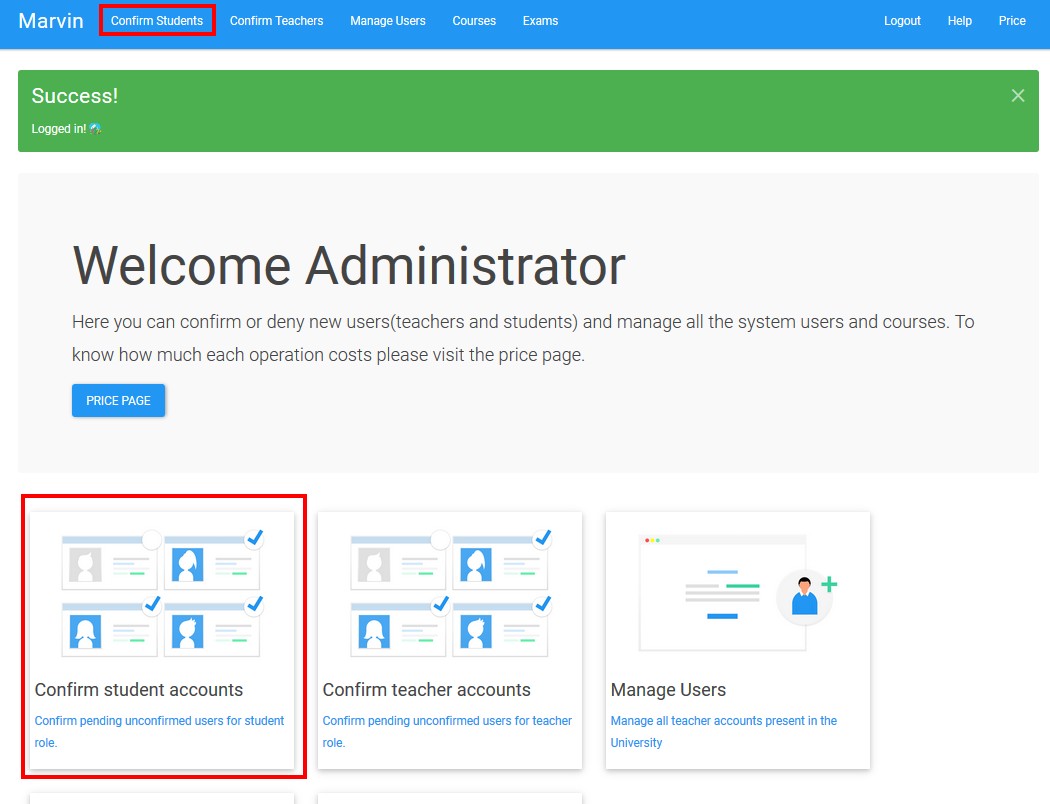 Marvin Confirm Students Confirm Teachers Manage Users Courses Exams Logout Help Price
Success!
Logged in!
Welcome Administrator
Here you can confirm or deny new users(teachers and students) and manage all the system users and courses. To
know how much each operation costs please visit the price page.
PRICE PAGE
Confirm student accounts
Confirm pending unconfirmed users for student
role.
Confirm teacher accounts
Confirm pending unconfirmed users for teacher
role.
Manage Users
Manage all teacher accounts present in the
University